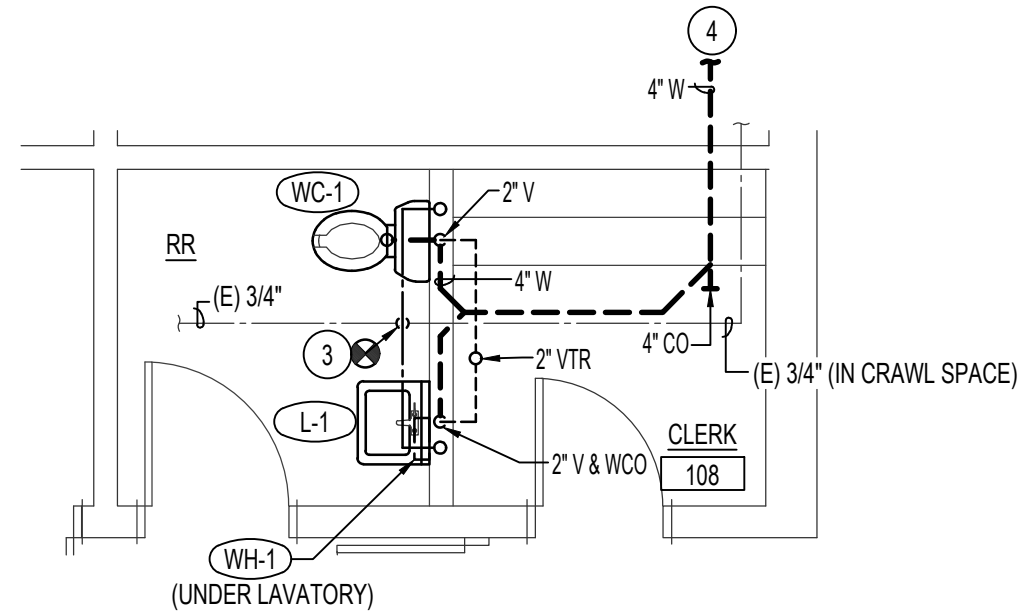 4
4" W
WC-1
2" V
RR
4" W
(E) 3/4"
3
4" CO
2" VTR
(E) 3/4" (IN CRAWL SPACE)
L-1
CLERK
2" V & WCO
108
WH-1
(UNDER LAVATORY)